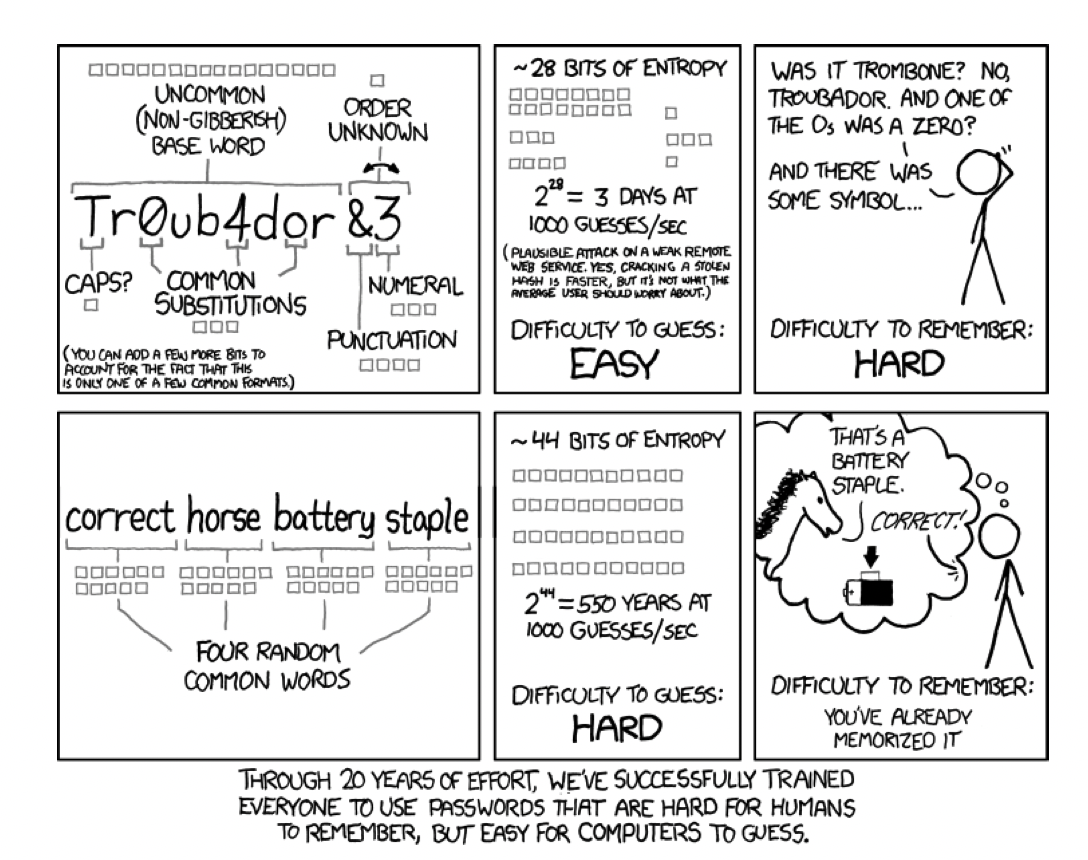 UNCOMMON
(NON-GIBBERISH)
BASE WORD
ORDER
UNKNOWN
Tr0ub4dor &3
CAPS?
COMMON
SUBSTITUTIONS
NUMERAL
PUNCTUATION
(YOU CAN ADD A FEW MORE BITS TO
ACCOUNT FOR THE FACT THAT THIS
IS ONLY ONE OF A FEW COMMON FORMATS.)
~28 BITS OF ENTROPY
2^28 = 3 DAYS AT
1000 GUESSES/SEC
(PLAUSIBLE ATTACK ON A WEAK REMOTE
WEB SERVICE. YES, CRACKING A STOLEN
HASH IS FASTER, BUT IT'S NOT WHAT THE
AVERAGE USER SHOULD WORRY ABOUT.)
DIFFICULTY TO GUESS:
EASY
WAS IT TROMBONE? NO,
TROUBADOR. AND ONE OF
THE Os WAS A ZERO?
AND THERE WAS
SOME SYMBOL...
DIFFICULTY TO REMEMBER:
HARD
correct horse battery staple
FOUR RANDOM
COMMON WORDS
~44 BITS OF ENTROPY
2^44 = 550 YEARS AT
1000 GUESSES/SEC
DIFFICULTY TO GUESS:
HARD
THAT'S A
BATTERY
STAPLE.
CORRECT!
DIFFICULTY TO REMEMBER:
YOU'VE ALREADY
MEMORIZED IT
THROUGH 20 YEARS OF EFFORT, WE'VE SUCCESSFULLY TRAINED
EVERYONE TO USE PASSWORDS THAT ARE HARD FOR HUMANS
TO REMEMBER, BUT EASY FOR COMPUTERS TO GUESS.